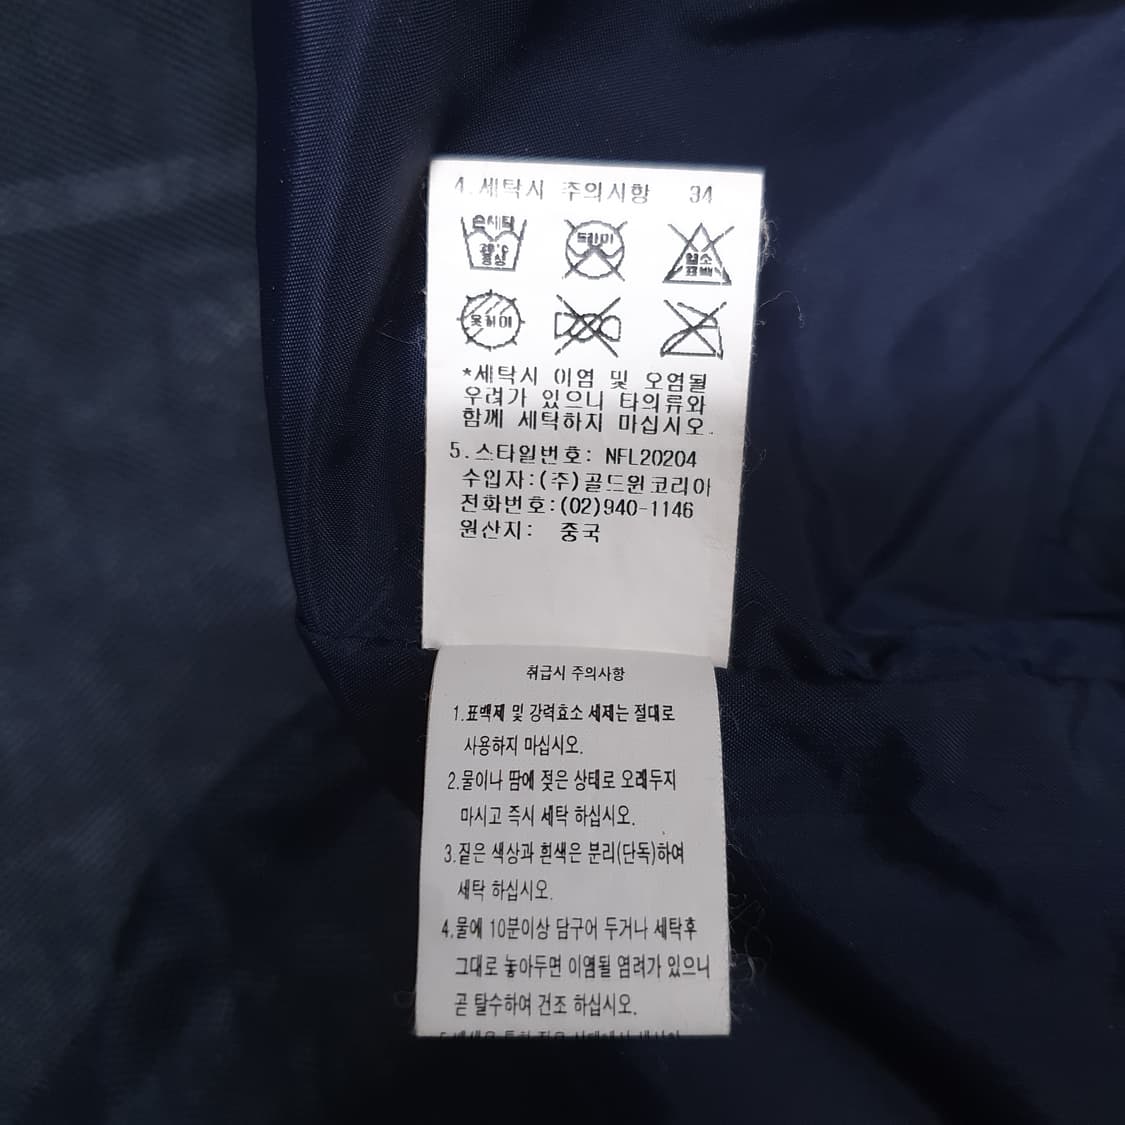 4.세탁시 주의사항 34
손세탁
30℃
중성
드라이
염소
표백
옷걸이
*세탁시 이염 및 오염될
우려가 있으니 타의류와
함께 세탁하지 마십시오.
5.스타일번호: NFL20204
수입자:(주)골드윈코리아
전화번호:(02)940-1146
원산지: 중국
취급시 주의사항
1.표백제 및 강력효소 세제는 절대로
사용하지 마십시오.
2.물이나 땀에 젖은 상태로 오래두지
마시고 즉시 세탁 하십시오.
3.짙은 색상과 흰색은 분리(단독)하여
세탁 하십시오.
4.물에 10분이상 담구어 두거나 세탁후
그대로 놓아두면 이염될 염려가 있으니
곧 탈수하여 건조 하십시오.